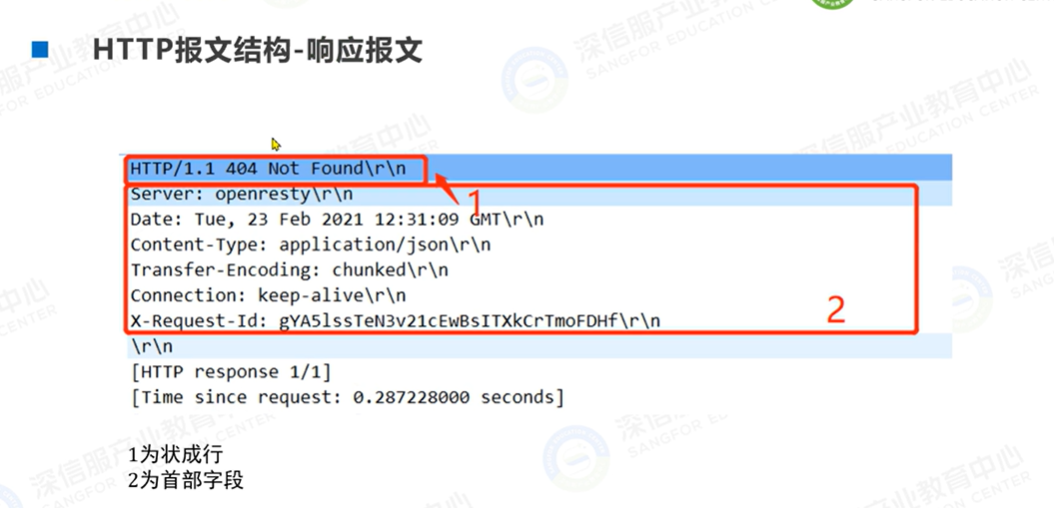 HTTP报文结构-响应报文
HTTP/1.1 404 Not Found\r\n
1
Server: openresty\r\n
Date: Tue, 23 Feb 2021 12:31:09 GMT\r\n
Content-Type: application/json\r\n
Transfer-Encoding: chunked\r\n
Connection: keep-alive\r\n
X-Request-Id: gYA5lssTeN3v21cEwBsITXkCrTmoFDHf\r\n
2
\r\n
[HTTP response 1/1]
[Time since request: 0.287228000 seconds]
1为状成行
2为首部字段
深信服产业教育中心
SANGFOR EDUCATION CENTER